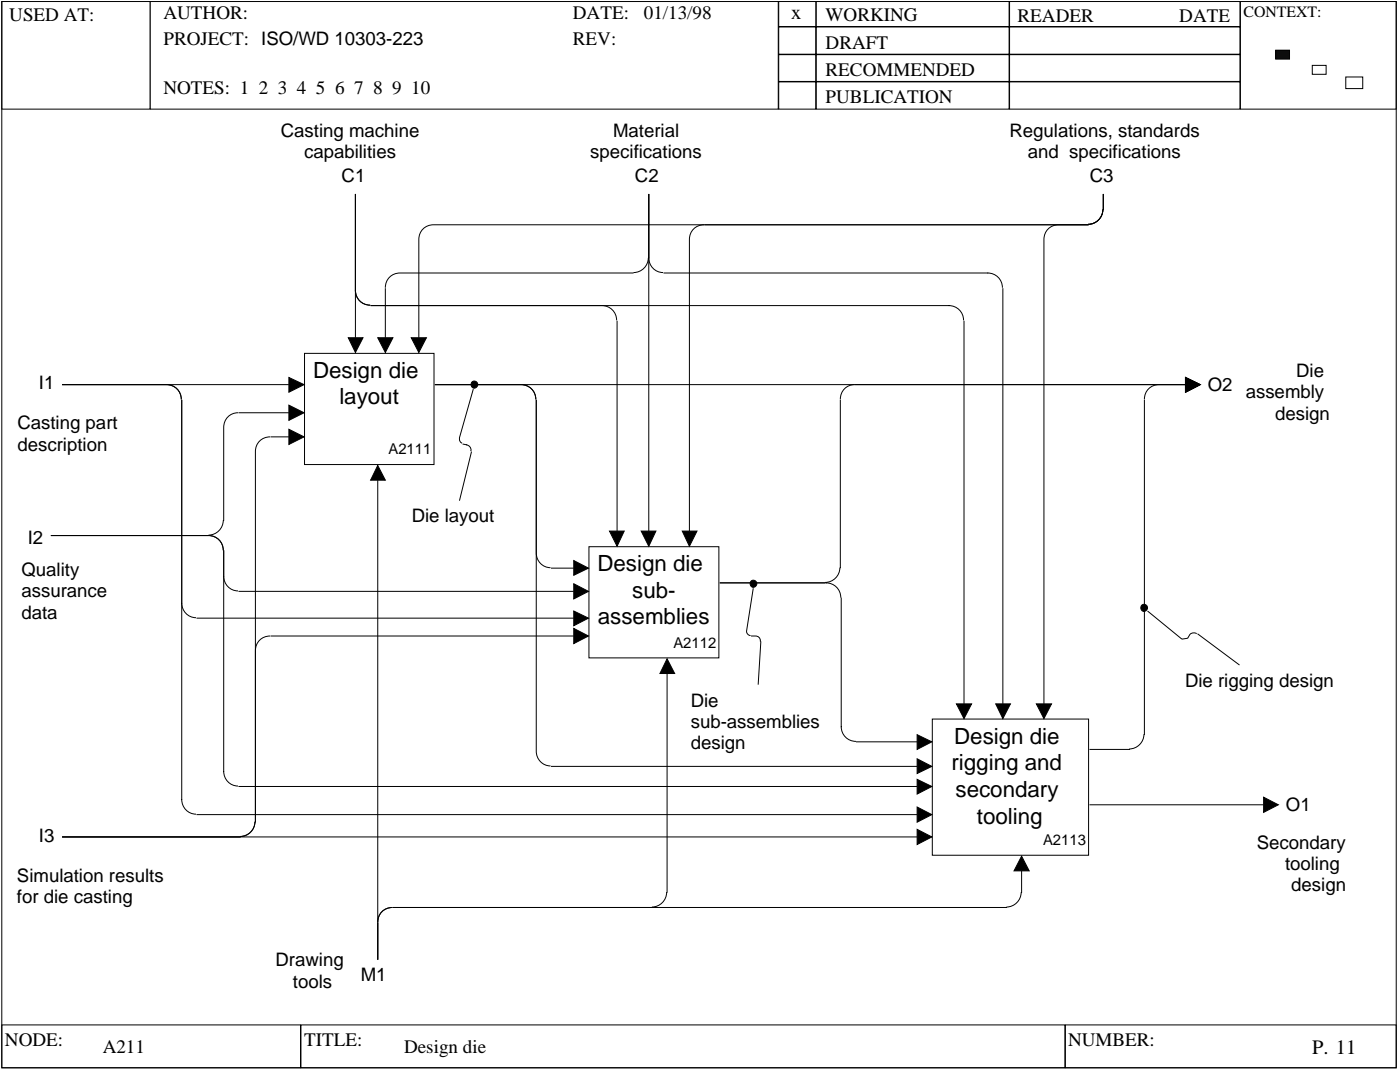 USED AT:
AUTHOR:
DATE: 01/13/98
PROJECT: ISO/WD 10303-223
REV:
NOTES: 1 2 3 4 5 6 7 8 9 10
x WORKING
DRAFT
RECOMMENDED
PUBLICATION
READER DATE
CONTEXT:
Casting machine
capabilities
C1
Material
specifications
C2
Regulations, standards
and specifications
C3
I1
Casting part
description
Design die
layout
A2111
Die layout
O2
Die
assembly
design
I2
Quality
assurance
data
Design die
sub-
assemblies
A2112
Die
sub-assemblies
design
Die rigging design
Design die
rigging and
secondary
tooling
A2113
O1
Secondary
tooling
design
I3
Simulation results
for die casting
Drawing
tools
M1
NODE: A211
TITLE: Design die
NUMBER: P. 11